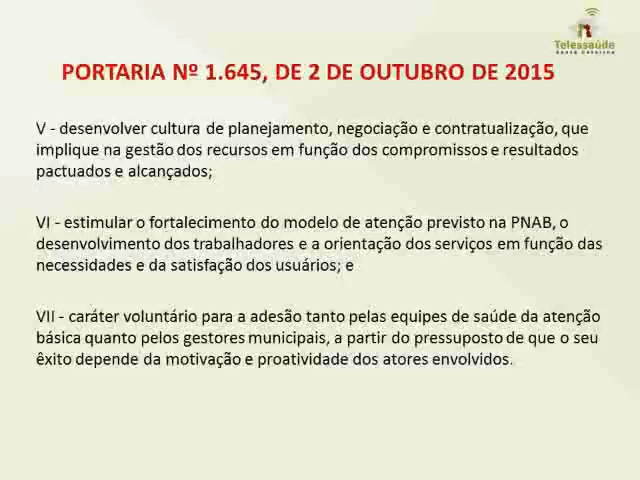 Telessaúde
Santa Catarina
PORTARIA Nº 1.645, DE 2 DE OUTUBRO DE 2015
V - desenvolver cultura de planejamento, negociação e contratualização, que
implique na gestão dos recursos em função dos compromissos e resultados
pactuados e alcançados;
VI - estimular o fortalecimento do modelo de atenção previsto na PNAB, o
desenvolvimento dos trabalhadores e a orientação dos serviços em função das
necessidades e da satisfação dos usuários; e
VII - caráter voluntário para a adesão tanto pelas equipes de saúde da atenção
básica quanto pelos gestores municipais, a partir do pressuposto de que o seu
êxito depende da motivação e proatividade dos atores envolvidos.